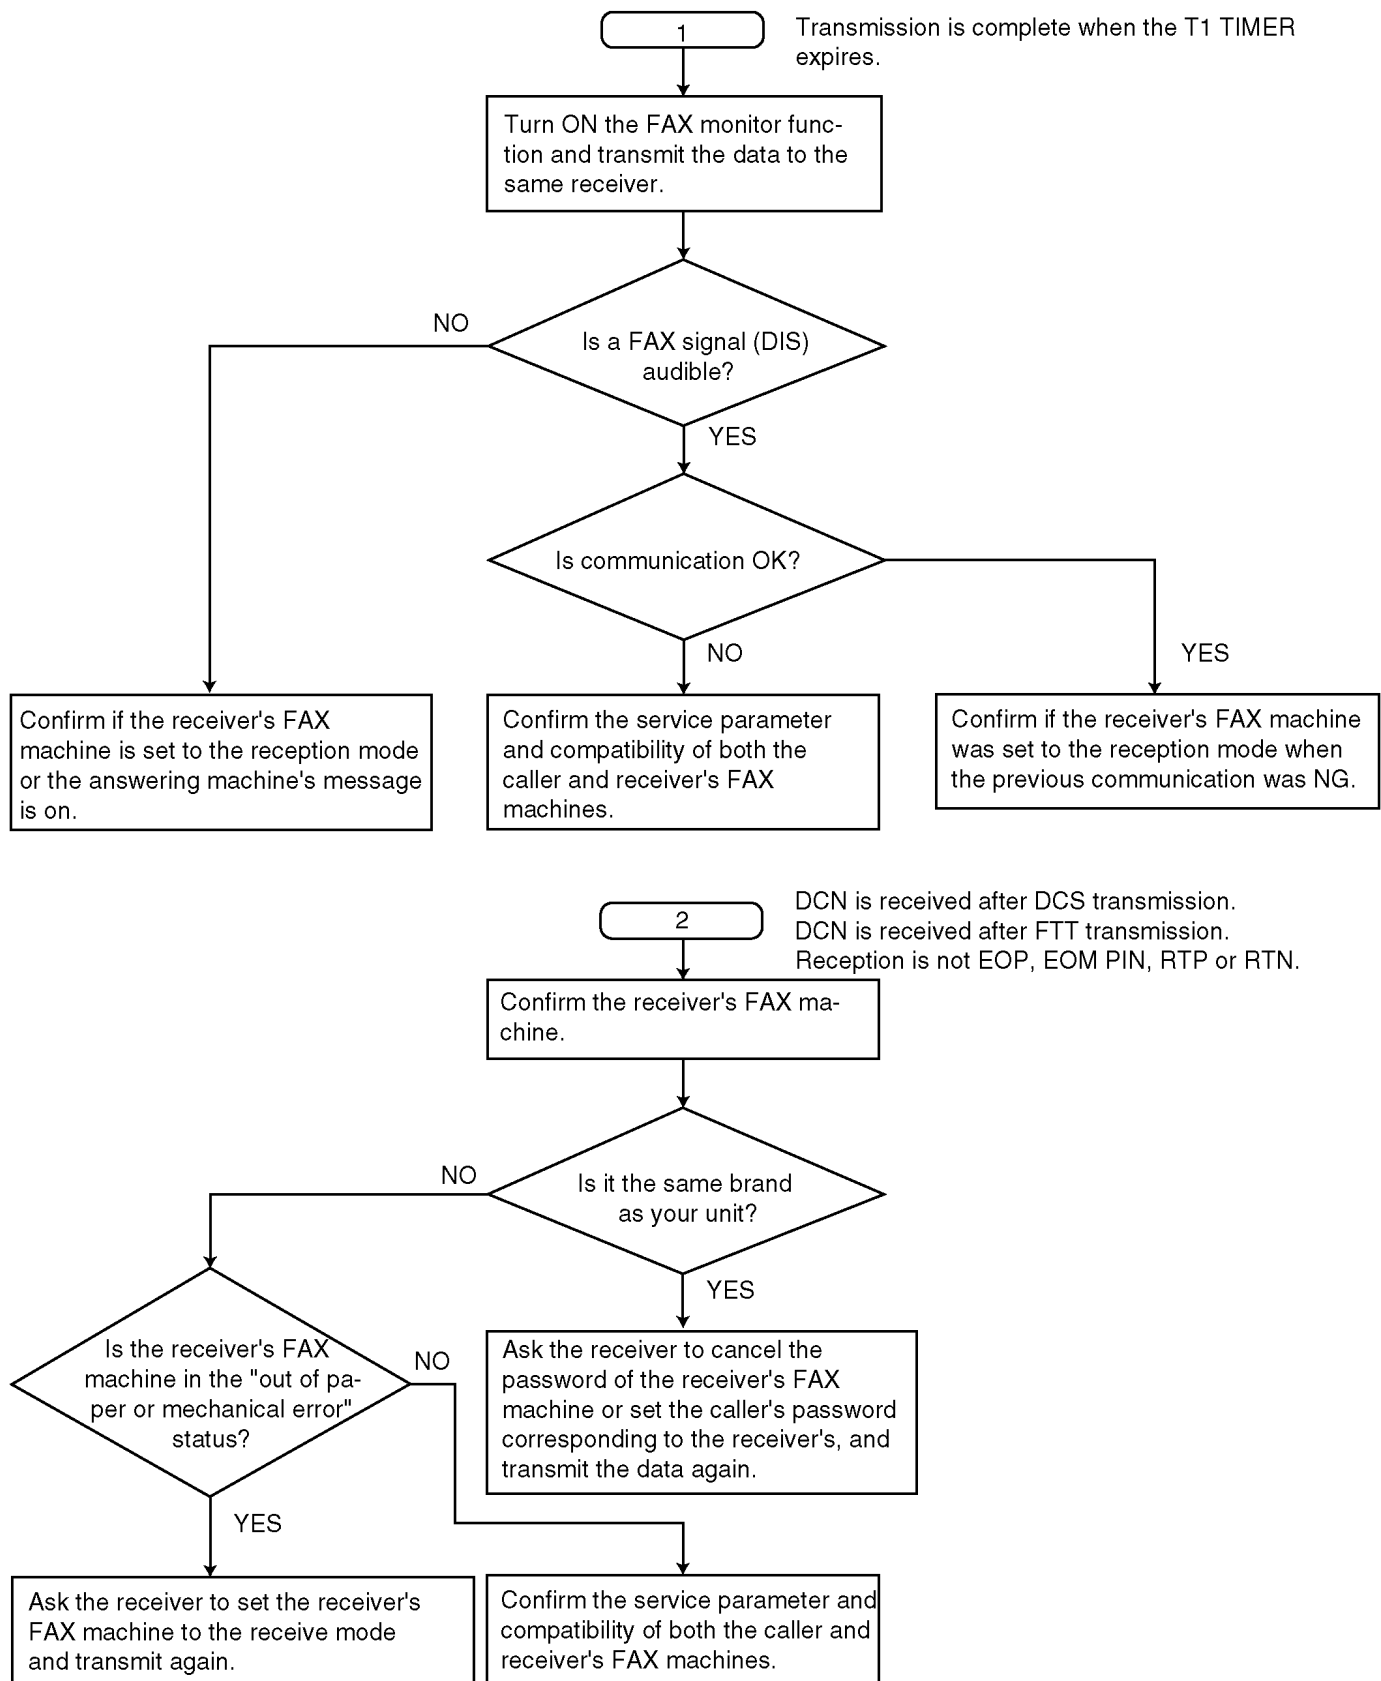 1
Transmission is complete when the T1 TIMER
expires.
Turn ON the FAX monitor func-
tion and transmit the data to the
same receiver.
NO
Is a FAX signal (DIS)
audible?
YES
Is communication OK?
NO
YES
Confirm if the receiver's FAX
machine is set to the reception mode
or the answering machine's message
is on.
Confirm the service parameter
and compatibility of both the
caller and receiver's FAX
machines.
Confirm if the receiver's FAX machine
was set to the reception mode when
the previous communication was NG.
2
DCN is received after DCS transmission.
DCN is received after FTT transmission.
Reception is not EOP, EOM PIN, RTP or RTN.
Confirm the receiver's FAX ma-
chine.
NO
Is it the same brand
as your unit?
YES
Is the receiver's FAX
machine in the "out of pa-
per or mechanical error"
status?
NO
Ask the receiver to cancel the
password of the receiver's FAX
machine or set the caller's password
corresponding to the receiver's, and
transmit the data again.
YES
Ask the receiver to set the receiver's
FAX machine to the receive mode
and transmit again.
Confirm the service parameter and
compatibility of both the caller and
receiver's FAX machines.